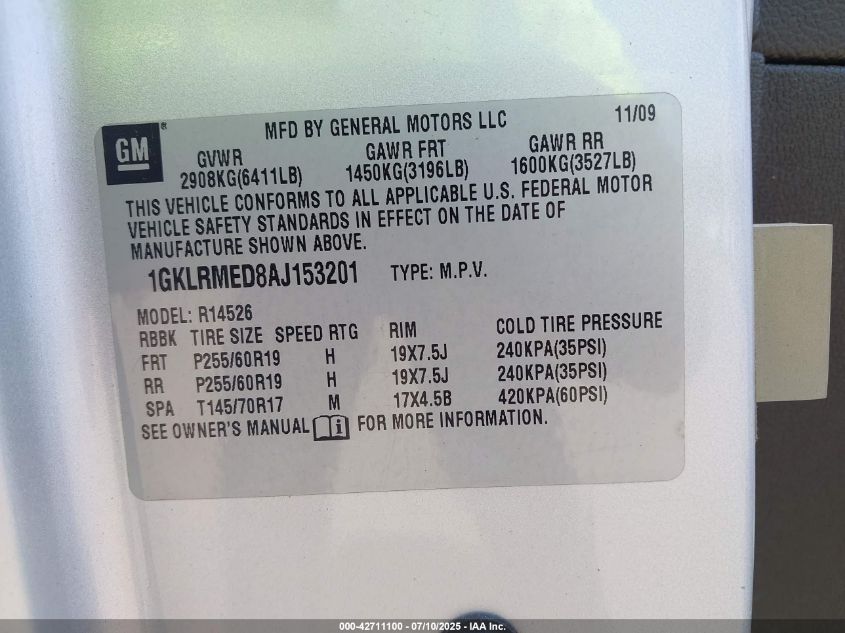 GM®
MFD BY GENERAL MOTORS LLC 11/09
GVWR GAWR FRT GAWR RR
2908KG(6411LB) 1450KG(3196LB) 1600KG(3527LB)
THIS VEHICLE CONFORMS TO ALL APPLICABLE U.S. FEDERAL MOTOR
VEHICLE SAFETY STANDARDS IN EFFECT ON THE DATE OF
MANUFACTURE SHOWN ABOVE.
1GKLRMED8AJ153201 TYPE: M.P.V.
MODEL: R14526
RBBK TIRE SIZE SPEED RTG RIM COLD TIRE PRESSURE
FRT P255/60R19 H 19X7.5J 240KPA(35PSI)
RR P255/60R19 H 19X7.5J 240KPA(35PSI)
SPA T145/70R17 M 17X4.5B 420KPA(60PSI)
SEE OWNER'S MANUAL i FOR MORE INFORMATION.
000-42711100 - 07/10/2025 - IAA Inc.